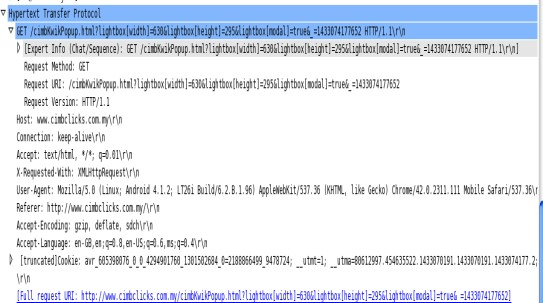 Hypertext Transfer Protocol
GET /cimbKwikPopup.html?lightbox[width]=630&lightbox[height]=295&lightbox[modal]=true&_=1433074177652 HTTP/1.1\r\n
[Expert Info (Chat/Sequence): GET /cimbKwikPopup.html?lightbox[width]=630&lightbox[height]=295&lightbox[modal]=true&_=1433074177652 HTTP/1.1\r\n]
Request Method: GET
Request URI: /cimbKwikPopup.html?lightbox[width]=630&lightbox[height]=295&lightbox[modal]=true&_=1433074177652
Request Version: HTTP/1.1
Host: www.cimbclicks.com.my\r\n
Connection: keep-alive\r\n
Accept: text/html, */*; q=0.01\r\n
X-Requested-With: XMLHttpRequest\r\n
User-Agent: Mozilla/5.0 (Linux; Android 4.1.2; LT26i Build/6.2.B.1.96) AppleWebKit/537.36 (KHTML, like Gecko) Chrome/42.0.2311.111 Mobile Safari/537.36\r
Referer: http://www.cimbclicks.com.my/\r\n
Accept-Encoding: gzip, deflate, sdch\r\n
Accept-Language: en-GB,en;q=0.8,en-US;q=0.6,ms;q=0.4\r\n
[truncated]Cookie: avr_605398076_0_0_4294901760_1301502684_0=2188866499_9478724; __utmt=1; __utma=80612997.454635522.1433070191.1433070191.1433074177.2;
\r\n
[Full request URI: http://www.cimbclicks.com.my/cimbKwikPopup.html?lightbox[width]=630&lightbox[height]=295&lightbox[modal]=true&_=1433074177652]